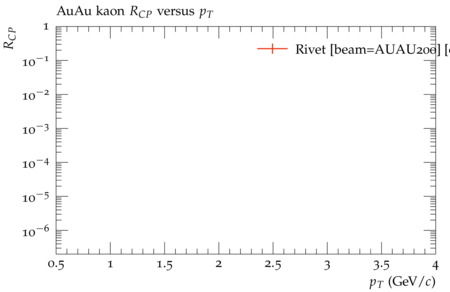 AuAu kaon R_CP versus p_T
R_CP
1
Rivet [beam=AUAU200] [
10^−1
10^−2
10^−3
10^−4
10^−5
10^−6
0.5 1 1.5 2 2.5 3 3.5 4
p_T (GeV/c)